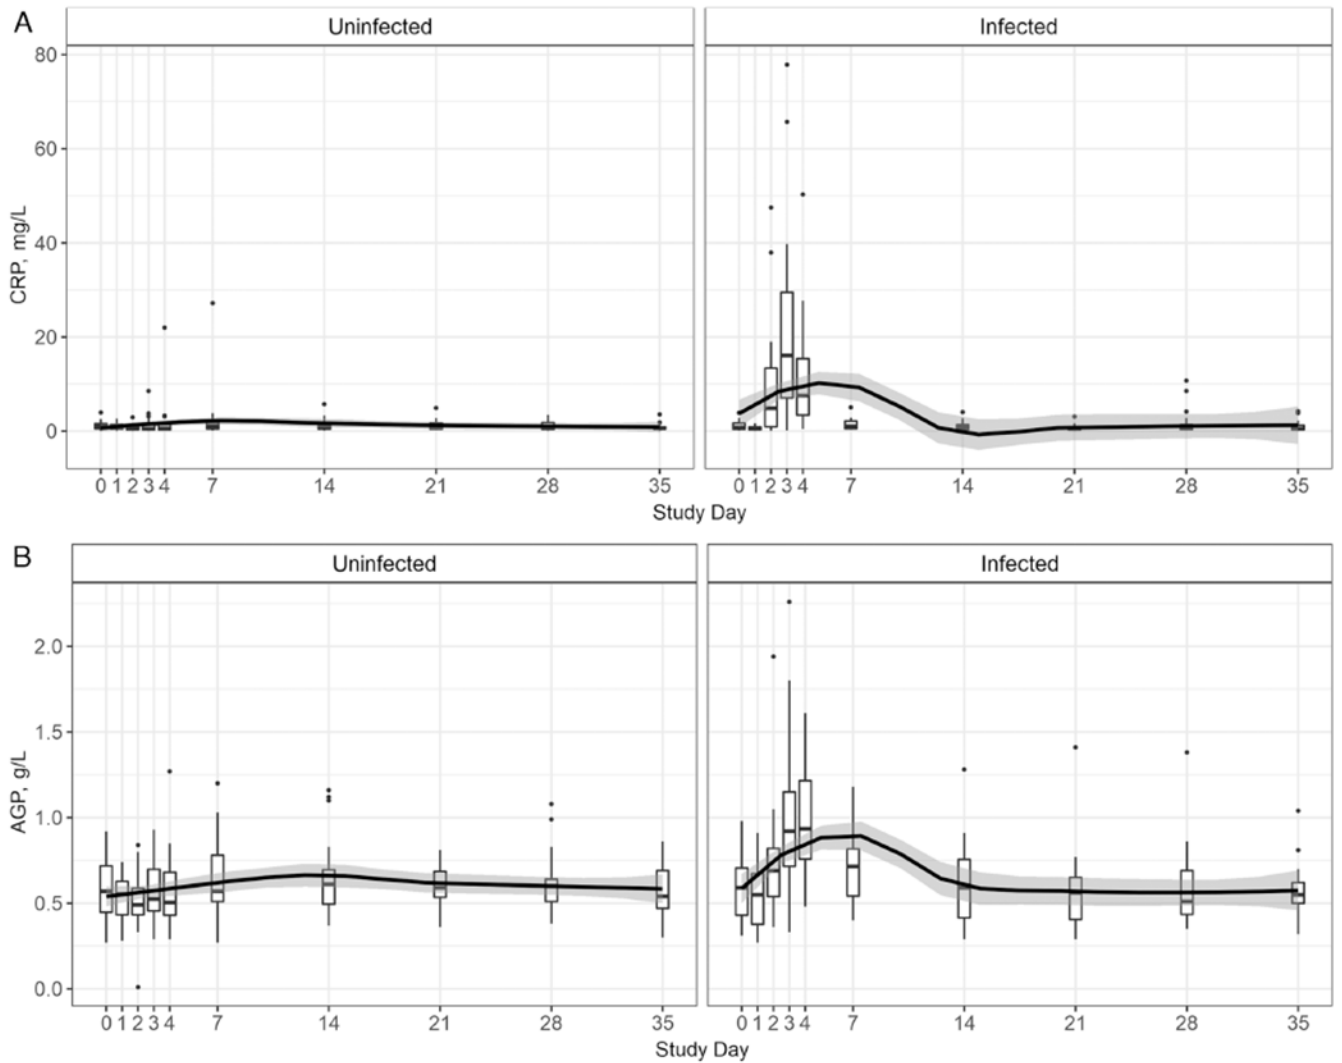 A
Uninfected
Infected
80
60
40
20
0
CRP, mg/L
0 1 2 3 4 7 14 21 28 35
0 1 2 3 4 7 14 21 28 35
Study Day
B
Uninfected
Infected
2.0
1.5
1.0
0.5
0.0
AGP, g/L
0 1 2 3 4 7 14 21 28 35
0 1 2 3 4 7 14 21 28 35
Study Day